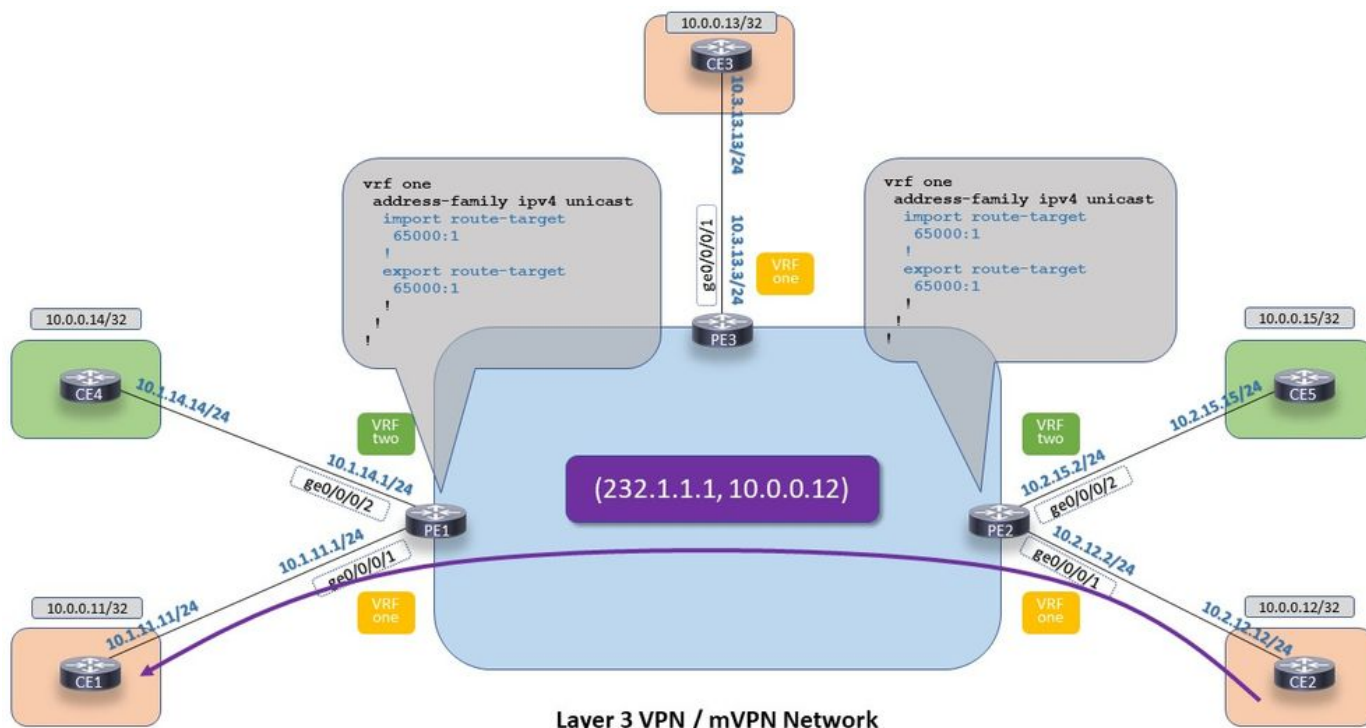 10.0.0.13/32
CE3
10.3.13.13/24
vrf one
address-family ipv4 unicast
import route-target
65000:1
!
export route-target
65000:1
!
!
!
vrf one
address-family ipv4 unicast
import route-target
65000:1
!
export route-target
65000:1
!
!
!
ge0/0/0/1
10.3.13.3/24
VRF
one
PE3
10.0.0.14/32
CE4
10.1.14.14/24
10.0.0.15/32
CE5
10.2.15.15/24
VRF
two
VRF
two
10.1.14.1/24
ge0/0/0/2
10.2.15.2/24
ge0/0/0/2
(232.1.1.1, 10.0.0.12)
PE1
PE2
10.1.11.1/24
ge0/0/0/1
10.2.12.2/24
ge0/0/0/1
VRF
one
VRF
one
10.0.0.11/32
10.1.11.11/24
CE1
10.0.0.12/32
10.2.12.12/24
CE2
Layer 3 VPN / mVPN Network